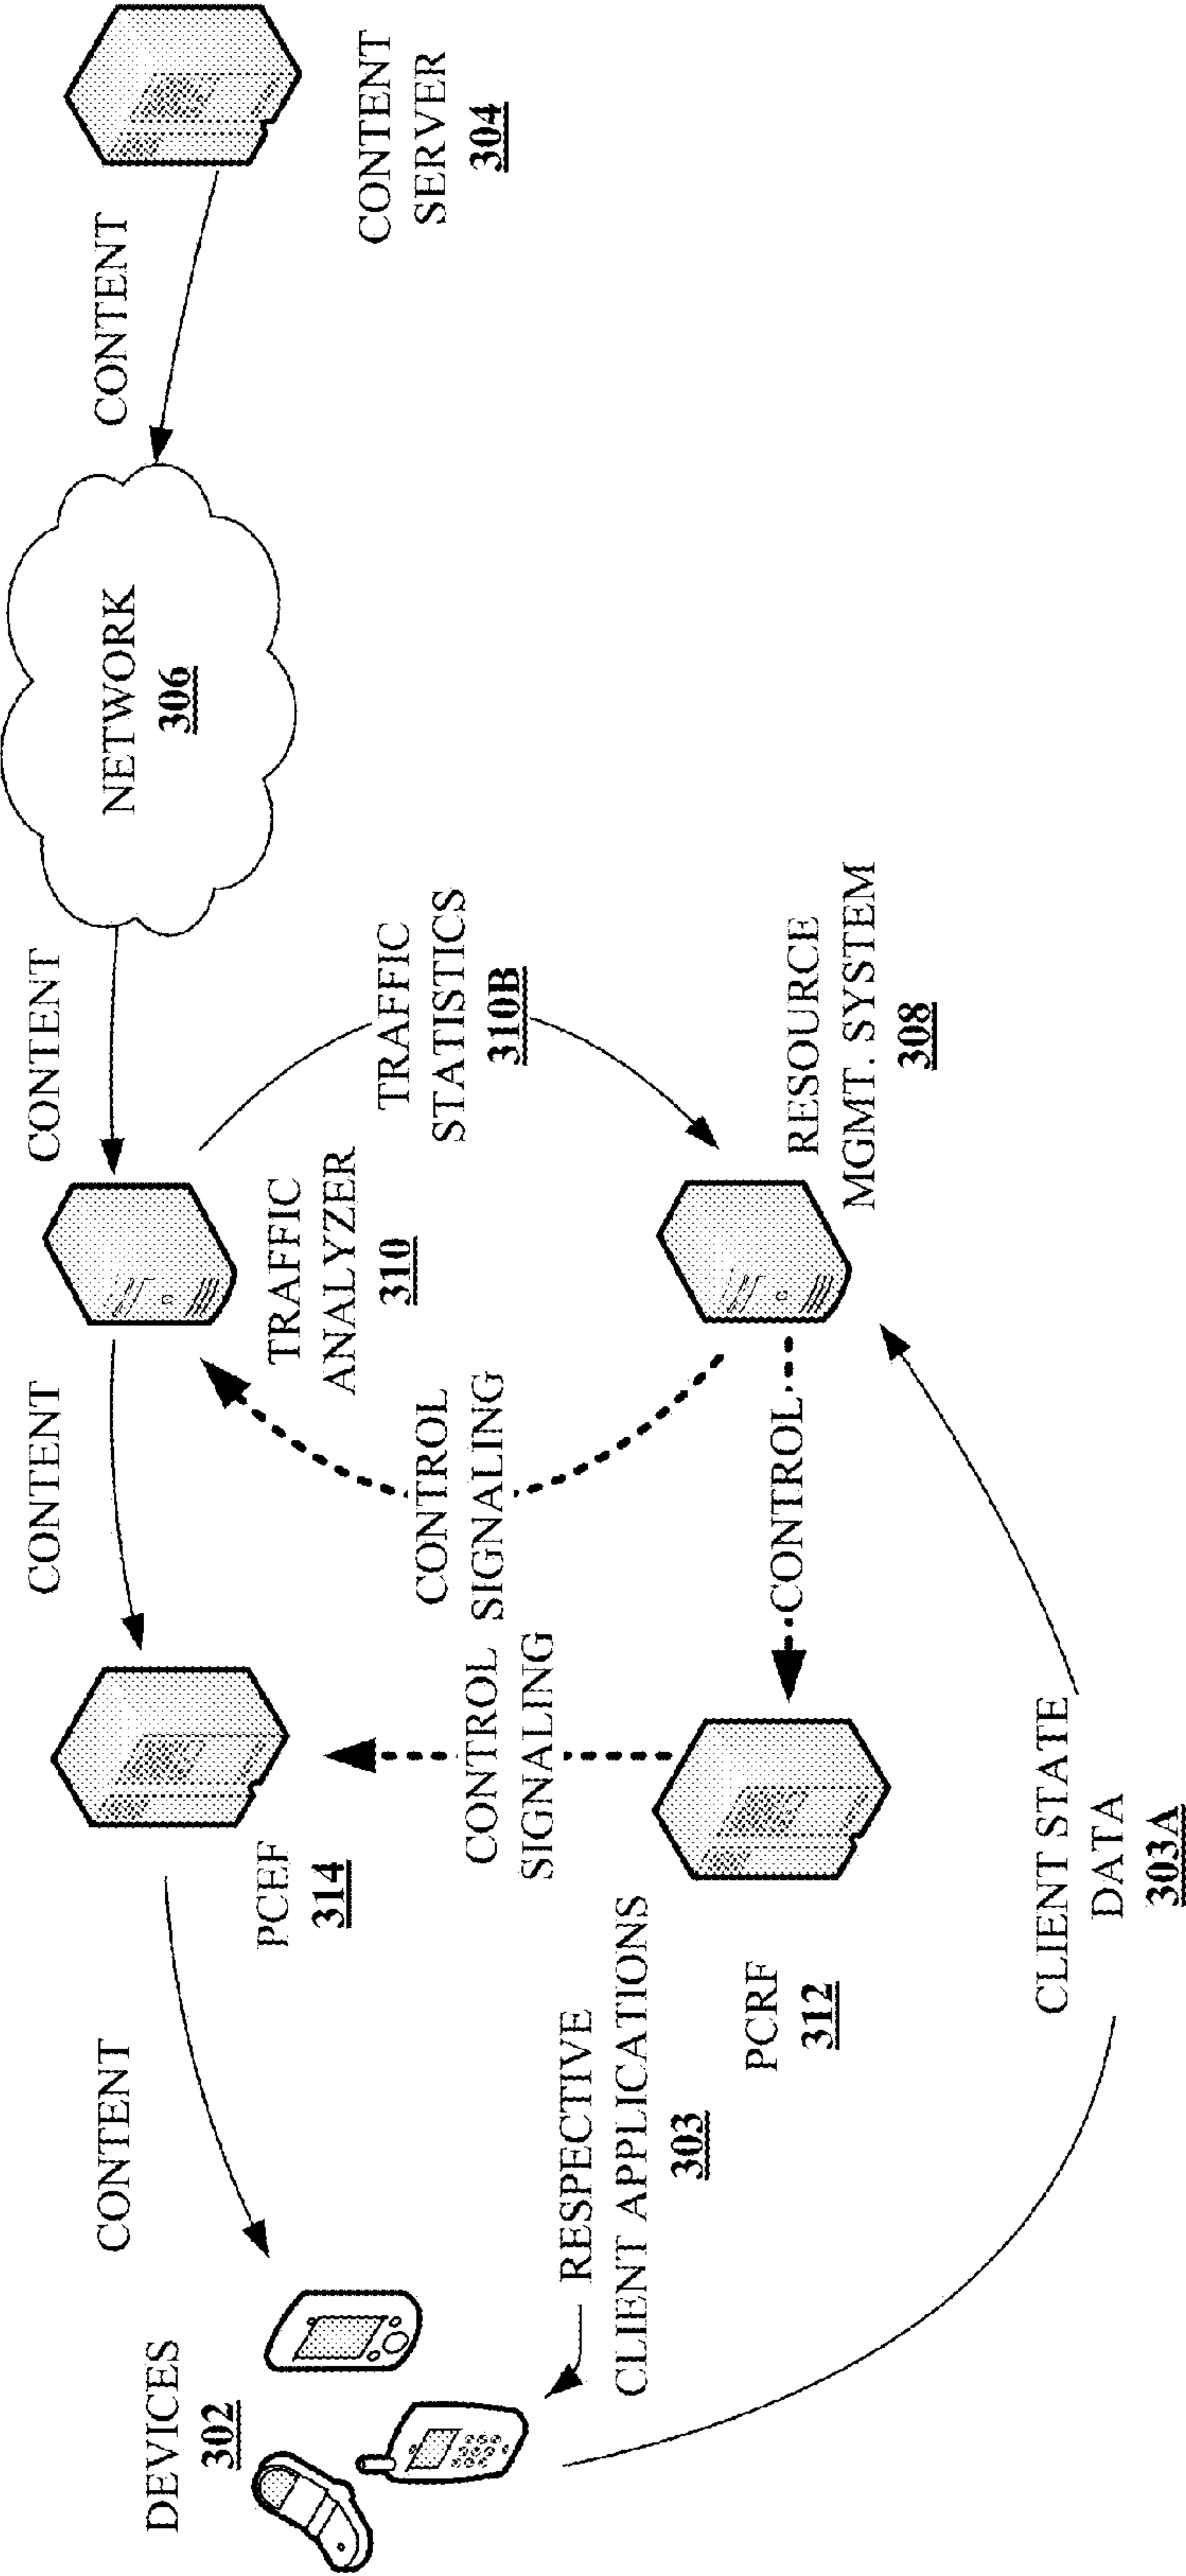 DEVICES
302
CONTENT
CONTENT
CONTENT
CONTENT
NETWORK
306
CONTENT
SERVER
304
PCEF
314
TRAFFIC
ANALYZER
310
TRAFFIC
STATISTICS
310B
CONTROL
SIGNALING
CONTROL
SIGNALING
RESPECTIVE
CLIENT APPLICATIONS
303
PCRF
312
CONTROL
RESOURCE
MGMT. SYSTEM
308
CLIENT STATE
DATA
303A